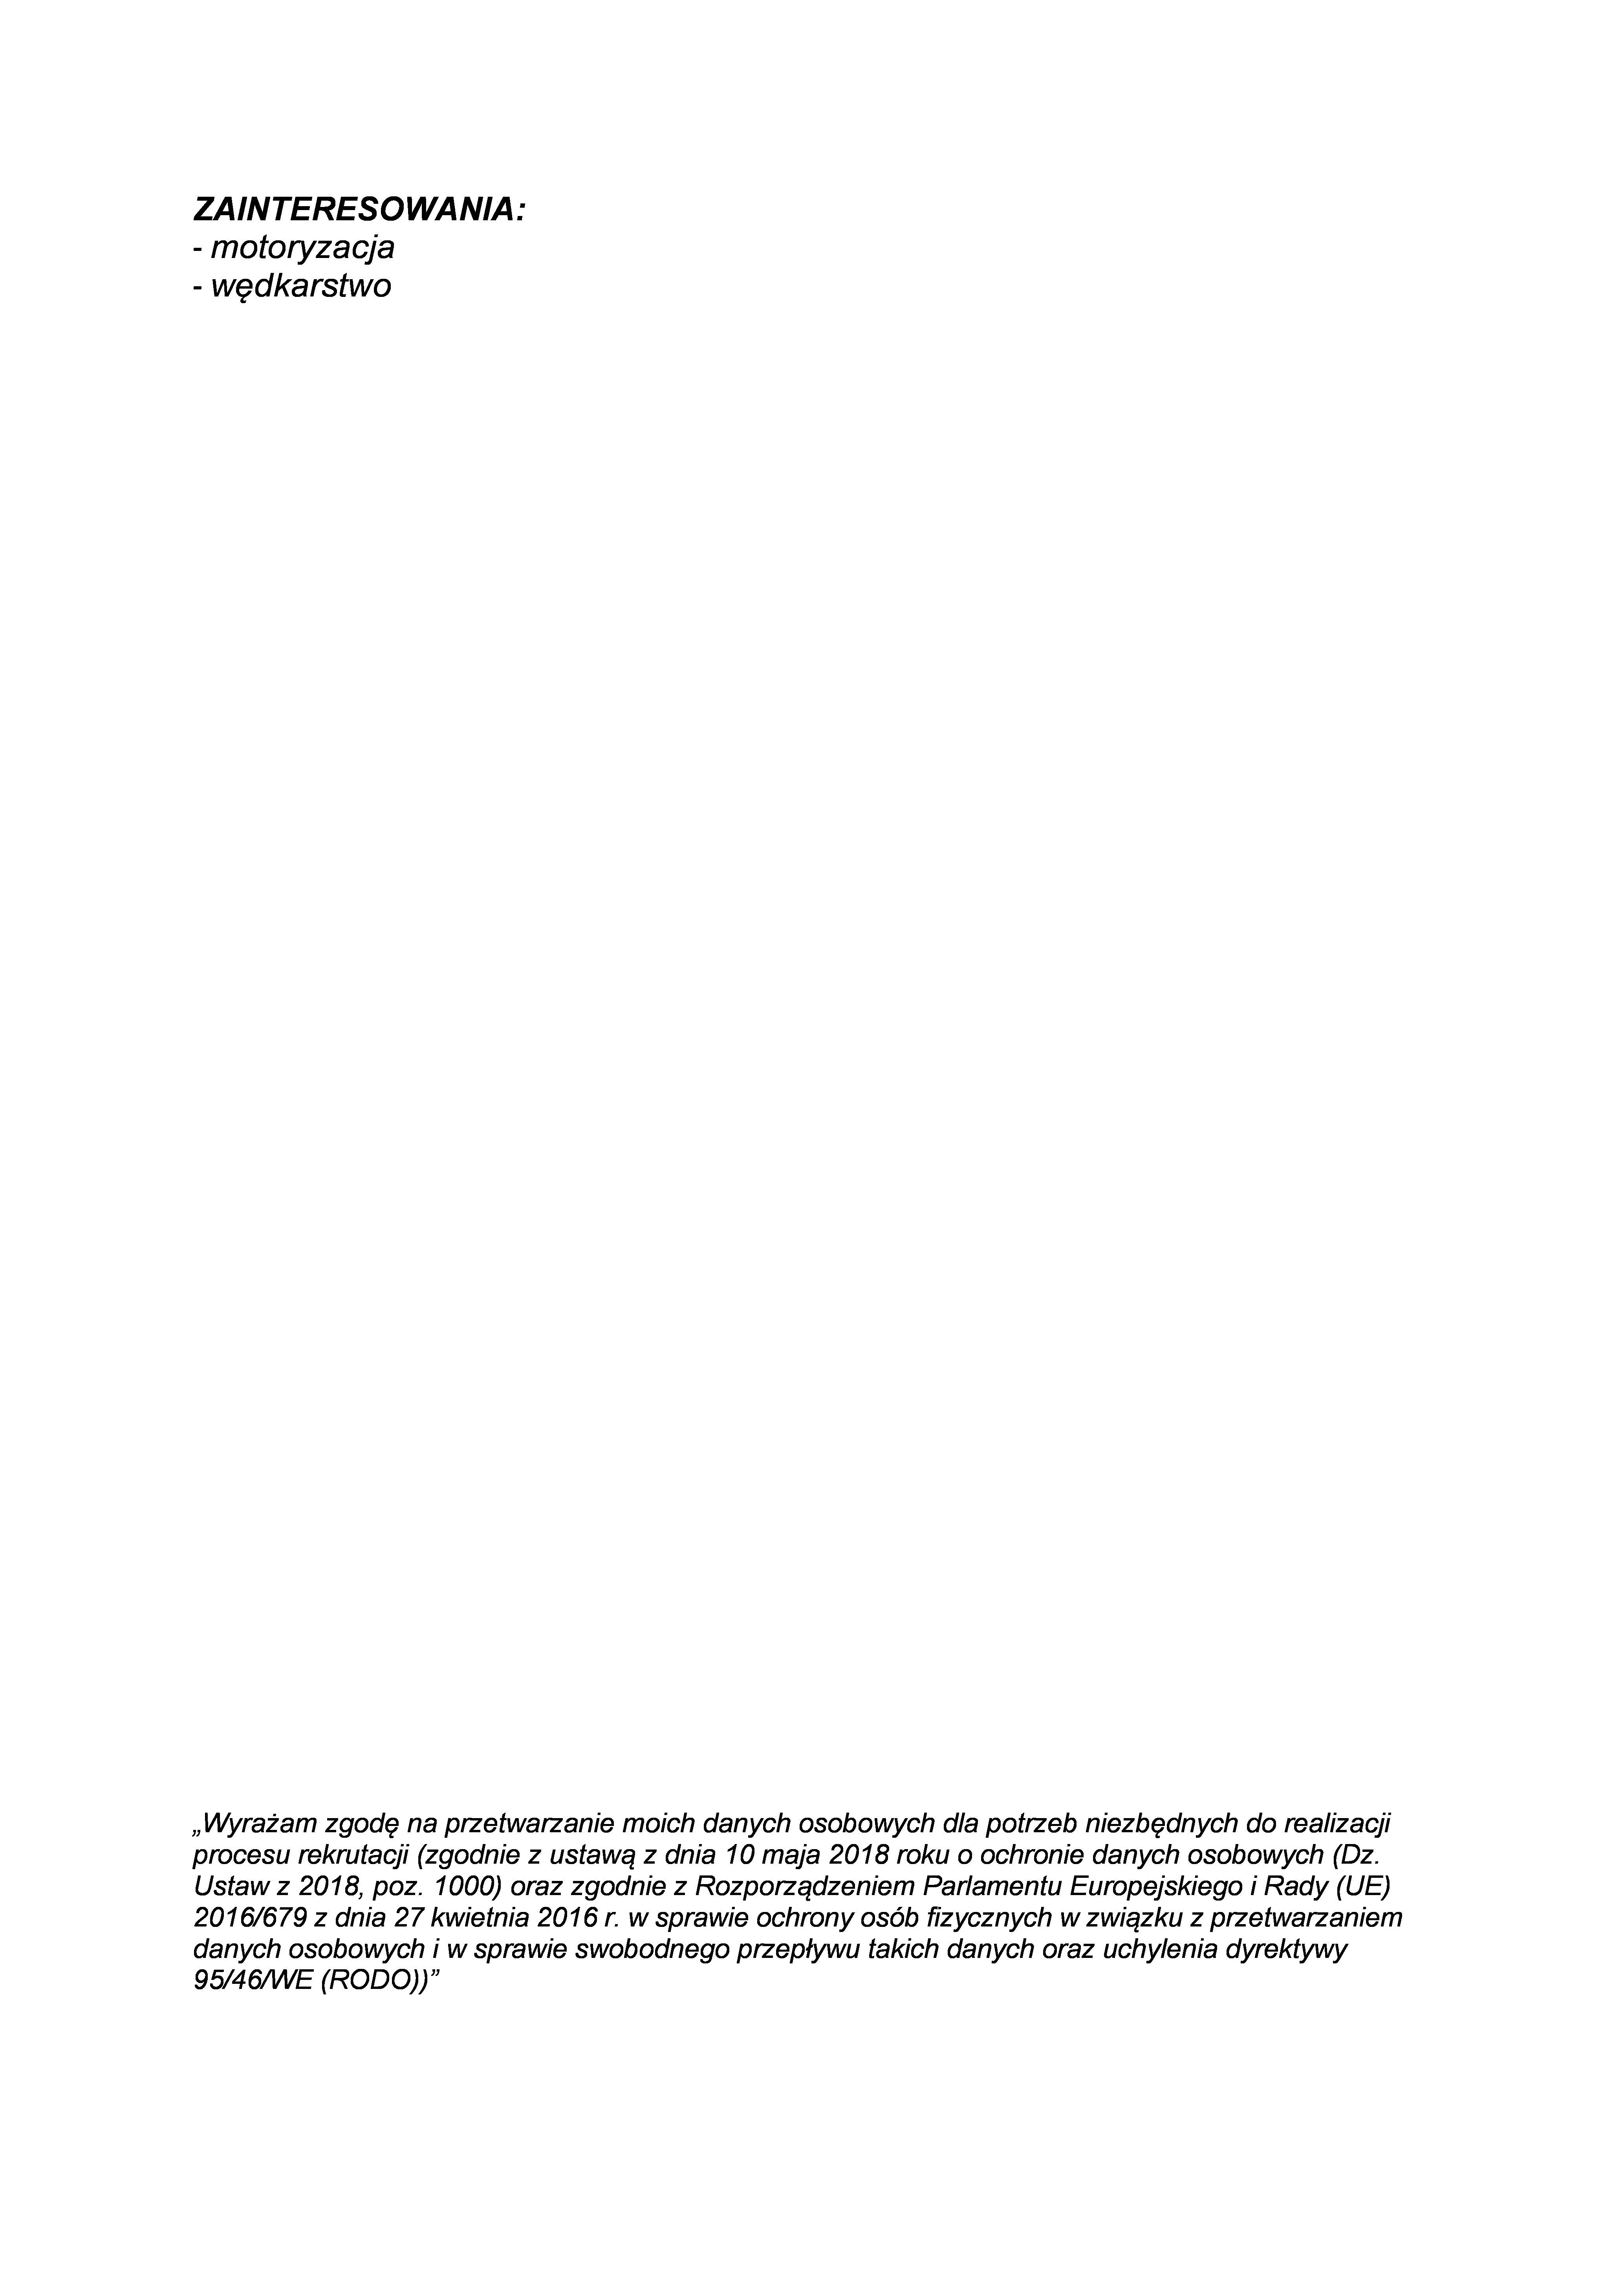 ZAINTERESOWANIA:
- motoryzacja
- wędkarstwo
„Wyrażam zgodę na przetwarzanie moich danych osobowych dla potrzeb niezbędnych do realizacji
procesu rekrutacji (zgodnie z ustawą z dnia 10 maja 2018 roku o ochronie danych osobowych (Dz.
Ustaw z 2018, poz. 1000) oraz zgodnie z Rozporządzeniem Parlamentu Europejskiego i Rady (UE)
2016/679 z dnia 27 kwietnia 2016 r. w sprawie ochrony osób fizycznych w związku z przetwarzaniem
danych osobowych i w sprawie swobodnego przepływu takich danych oraz uchylenia dyrektywy
95/46/WE (RODO))”